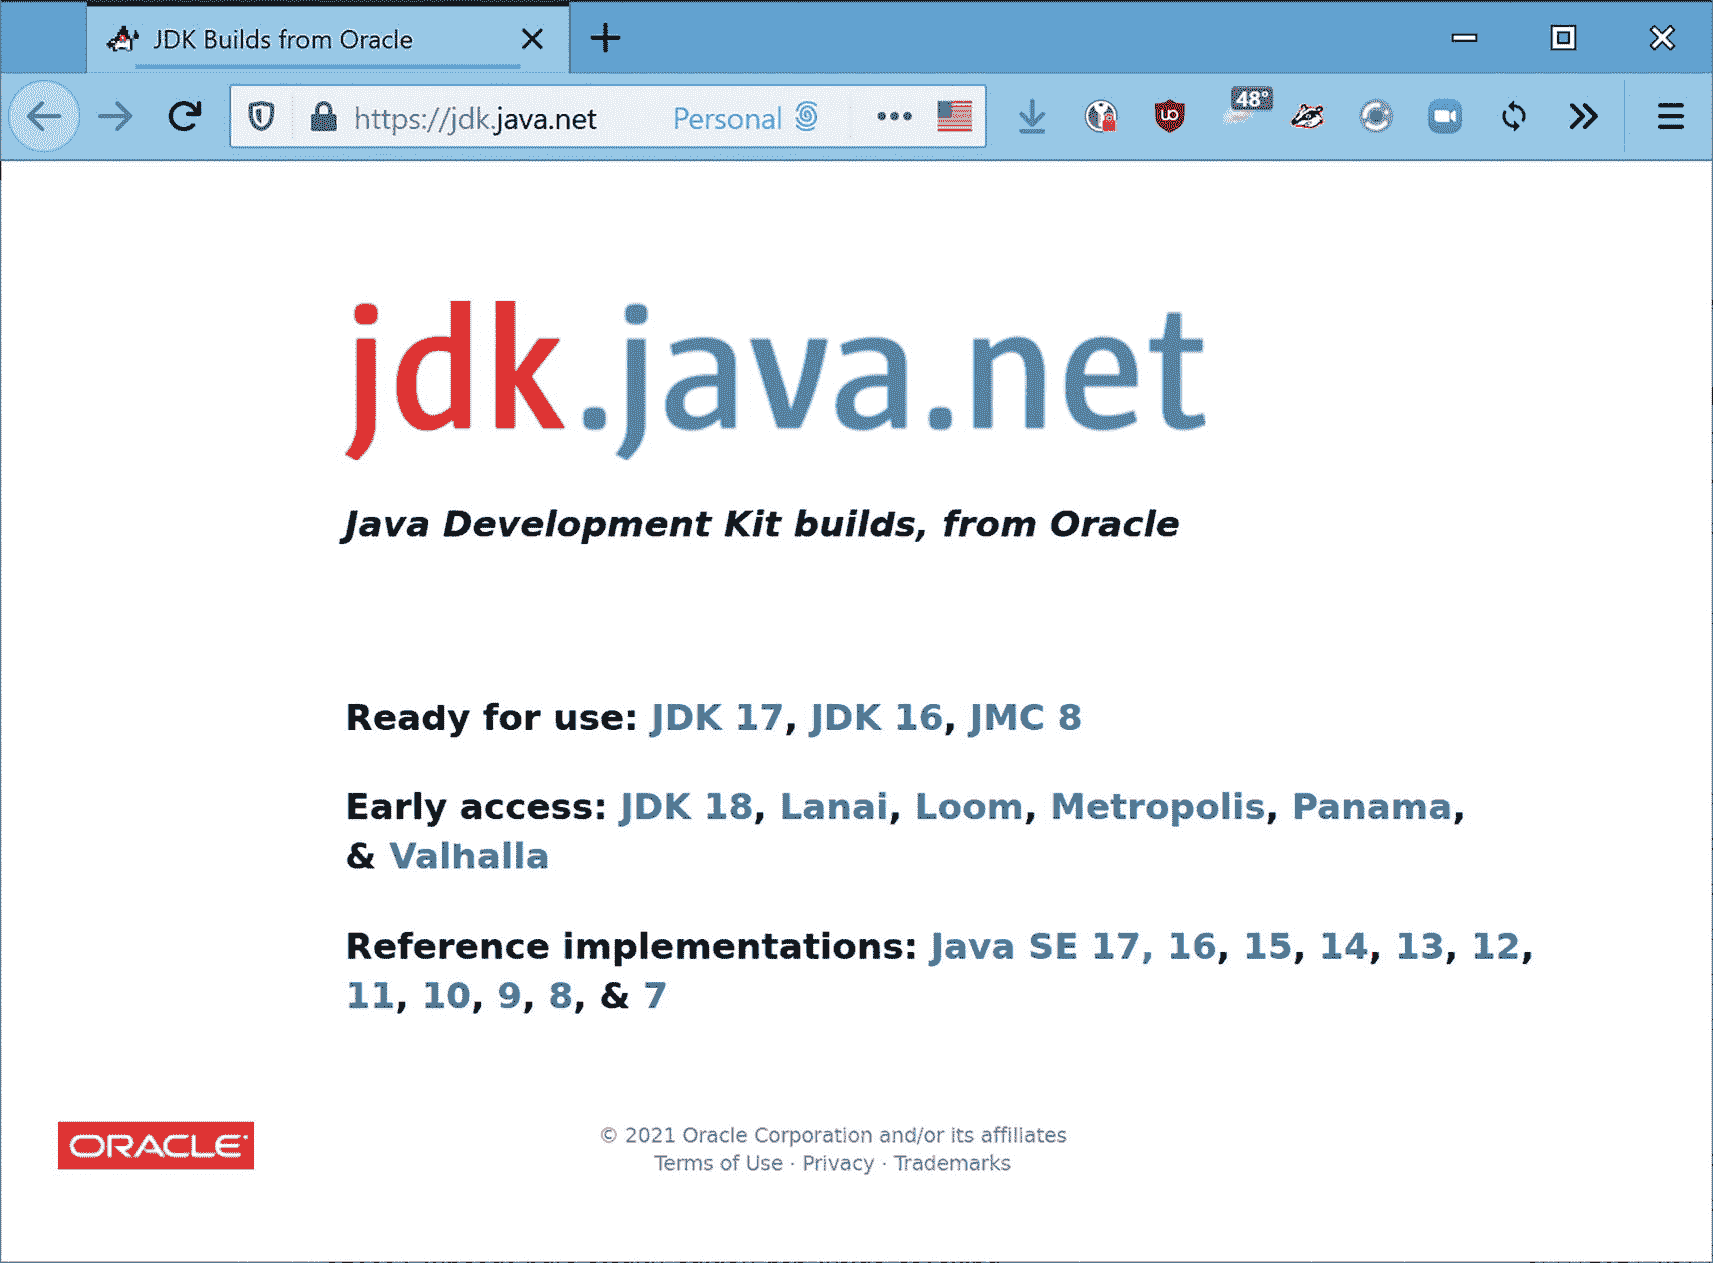 JDK Builds from Oracle
https://jdk.java.net Personal
48°
jdk.java.net
Java Development Kit builds, from Oracle
Ready for use: JDK 17, JDK 16, JMC 8
Early access: JDK 18, Lanai, Loom, Metropolis, Panama,
& Valhalla
Reference implementations: Java SE 17, 16, 15, 14, 13, 12,
11, 10, 9, 8, & 7
ORACLE
© 2021 Oracle Corporation and/or its affiliates
Terms of Use · Privacy · Trademarks